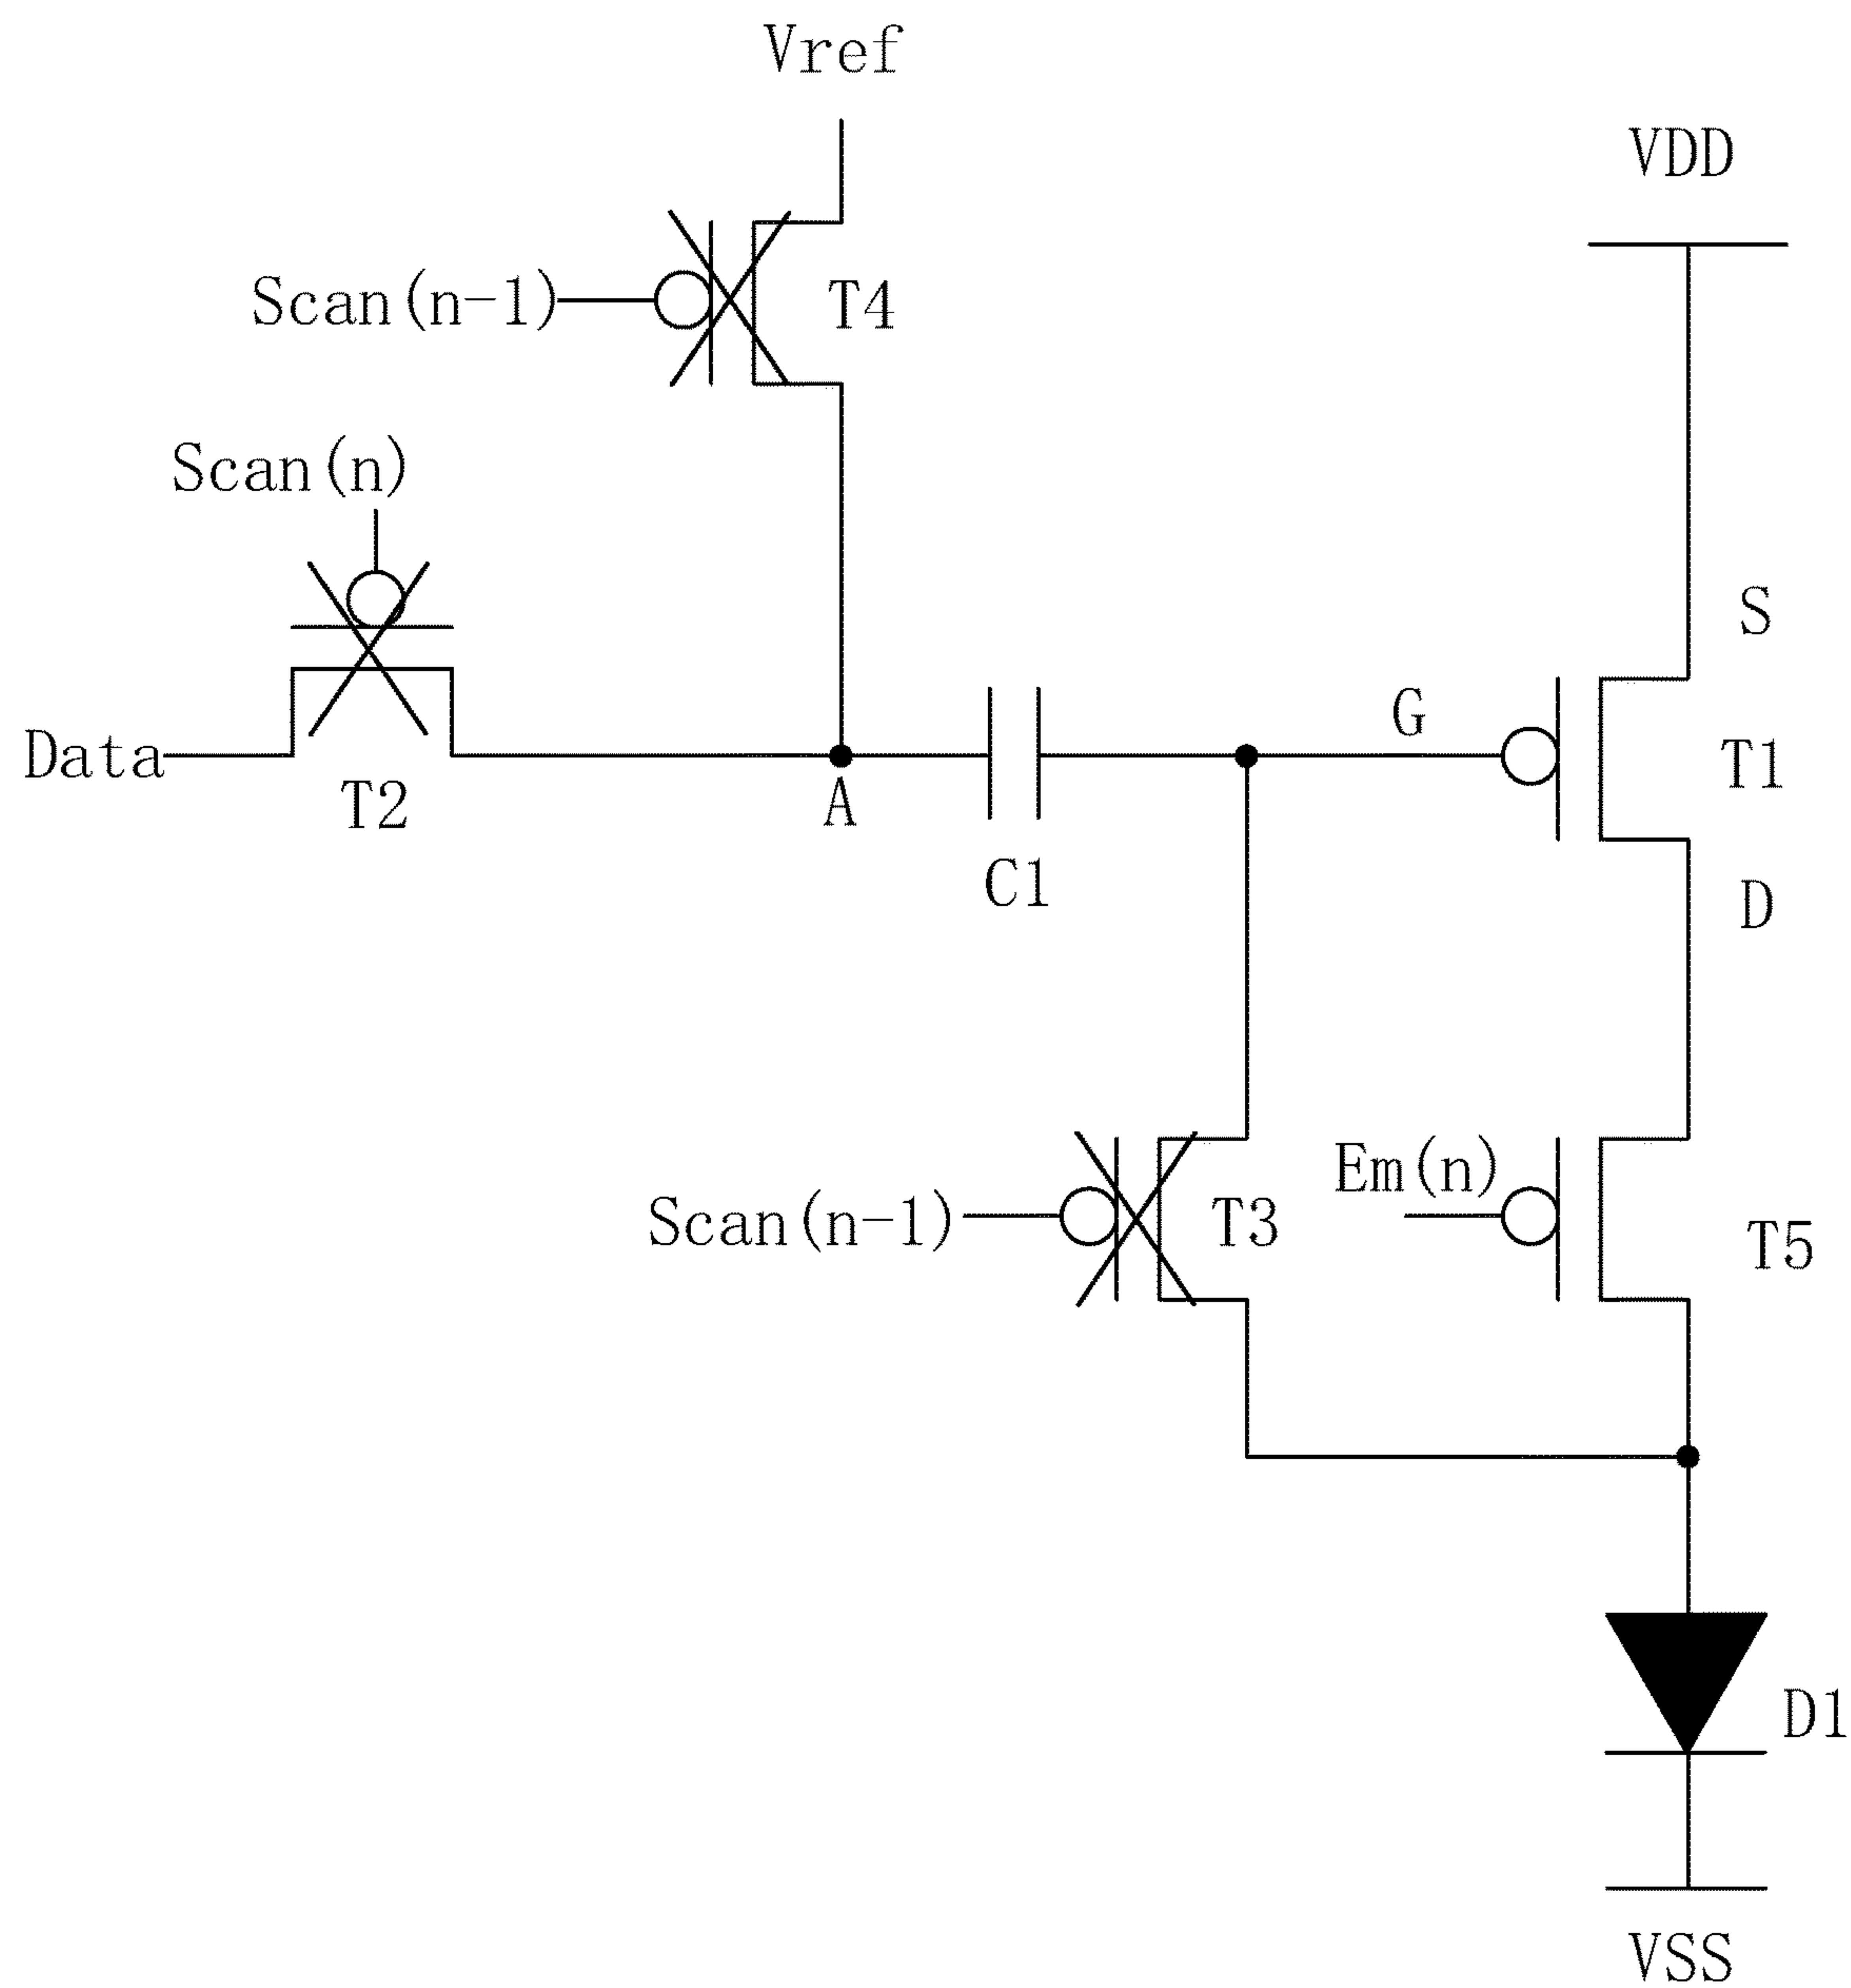 Vref
VDD
Scan(n-1)
T4
Scan(n)
S
G
T1
Data
T2
A
C1
D
Em(n)
Scan(n-1)
T3
T5
D1
VSS